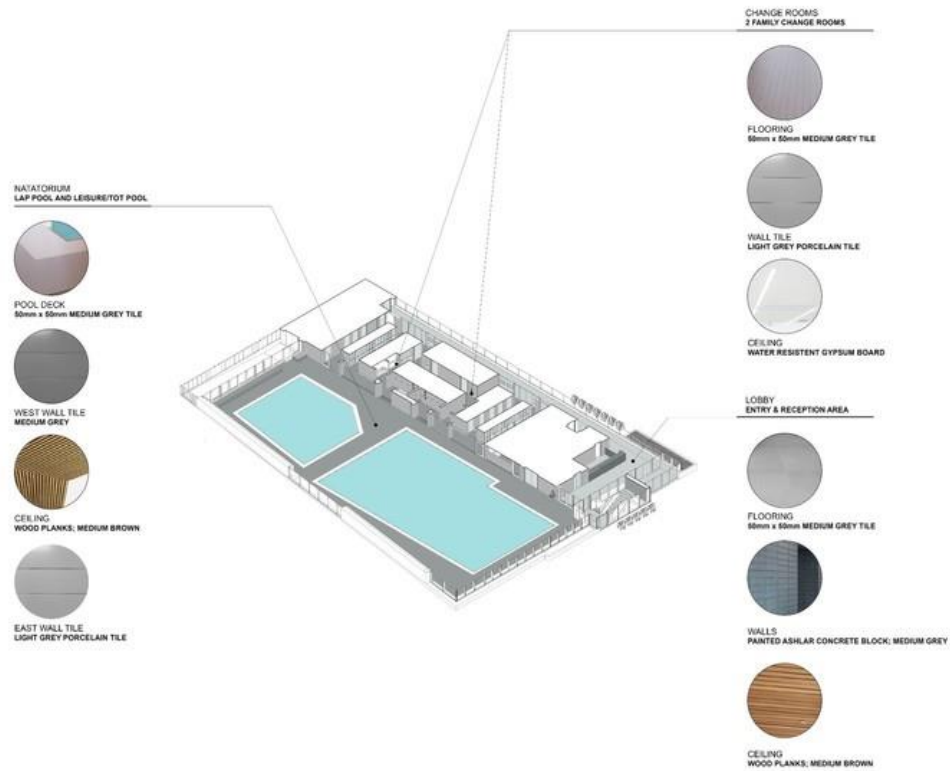 CHANGE ROOMS
2 FAMILY CHANGE ROOMS
FLOORING
50mm x 50mm MEDIUM GREY TILE
WALL TILE
LIGHT GREY PORCELAIN TILE
CEILING
WATER RESISTENT GYPSUM BOARD
NATATORIUM
LAP POOL AND LEISURE/TOT POOL
POOL DECK
50mm x 50mm MEDIUM GREY TILE
WEST WALL TILE
MEDIUM GREY
CEILING
WOOD PLANKS; MEDIUM BROWN
EAST WALL TILE
LIGHT GREY PORCELAIN TILE
LOBBY
ENTRY & RECEPTION AREA
FLOORING
50mm x 50mm MEDIUM GREY TILE
WALLS
PAINTED ASHLAR CONCRETE BLOCK; MEDIUM GREY
CEILING
WOOD PLANKS; MEDIUM BROWN